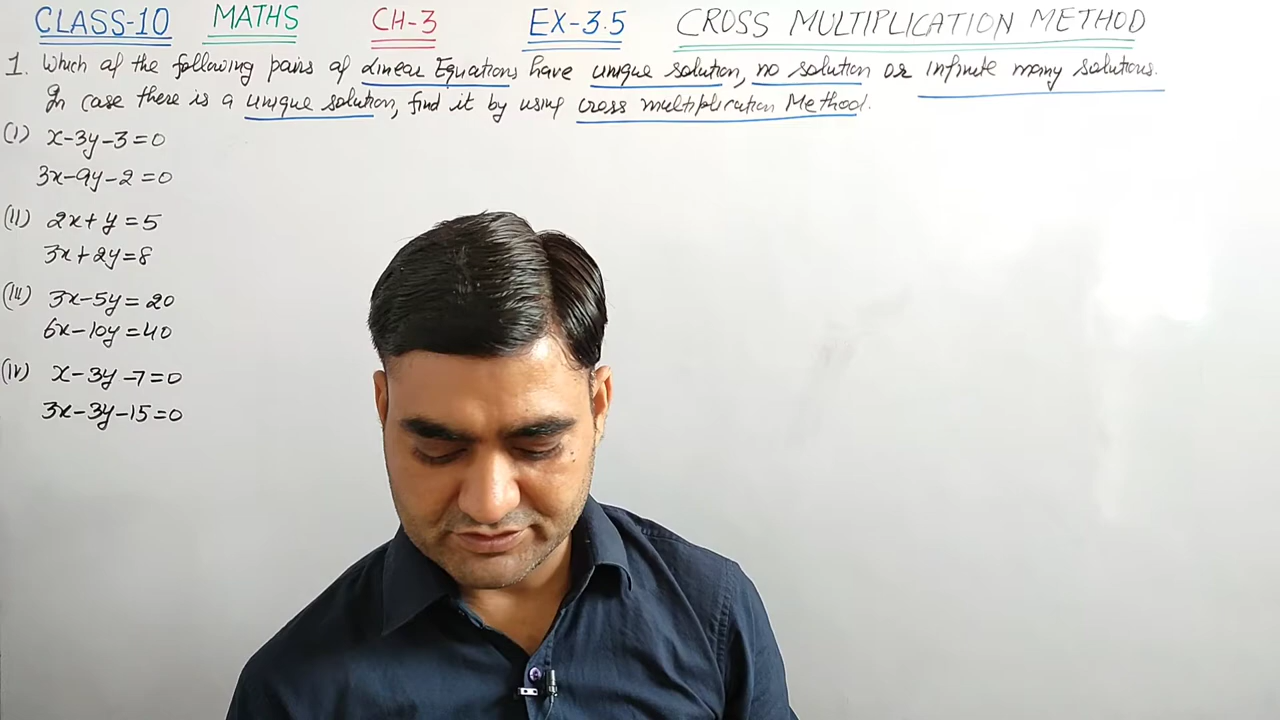 CLASS-10 MATHS CH-3 EX-3.5 CROSS MULTIPLICATION METHOD
1. Which of the following pairs of Linear Equations have unique solution, no solution or infinite many solutions.
In case there is a unique solution, find it by using cross multiplication Method.
(I) x-3y-3=0
3x-9y-2=0
(II) 2x+y=5
3x+2y=8
(III) 3x-5y=20
6x-10y=40
(IV) x-3y-7=0
3x-3y-15=0